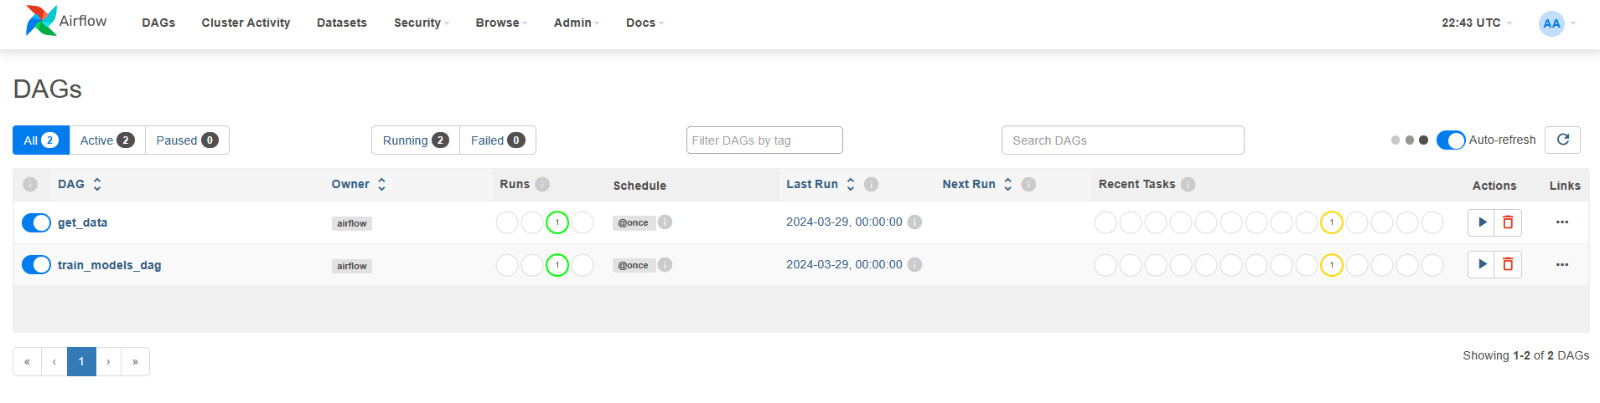 Airflow DAGs Cluster Activity Datasets Security Browse Admin Docs 22:43 UTC AA
DAGs
All 2 Active 2 Paused 0 Running 2 Failed 0 Filter DAGs by tag Search DAGs Auto-refresh
DAG Owner Runs Schedule Last Run Next Run Recent Tasks Actions Links
get_data airflow 1 @once 2024-03-29, 00:00:00 1
train_models_dag airflow 1 @once 2024-03-29, 00:00:00 1
« ‹ 1 › » Showing 1-2 of 2 DAGs